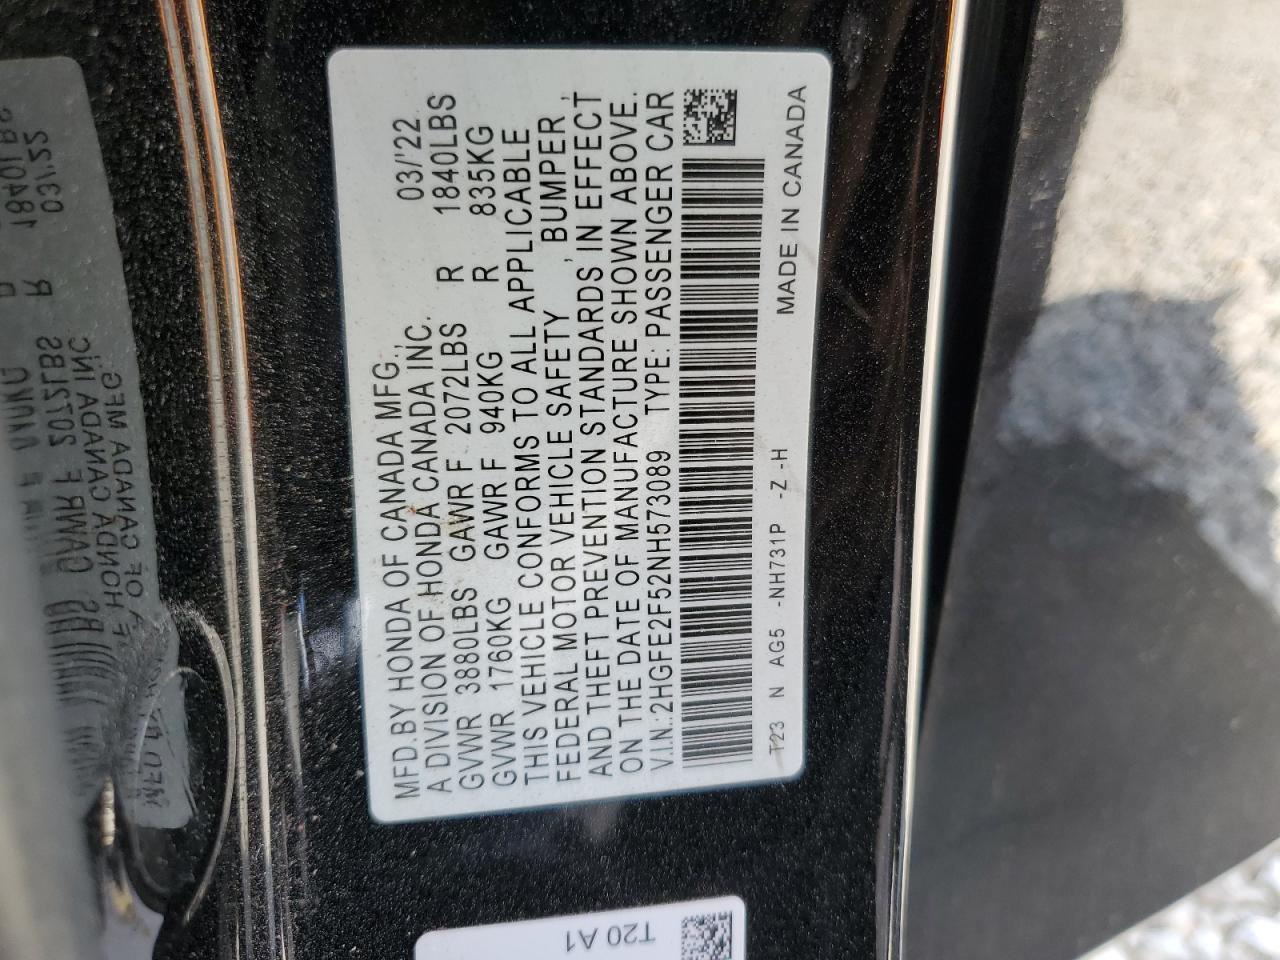 MFD.BY HONDA OF CANADA MFG., 03/'22
A DIVISION OF HONDA CANADA INC.
GVWR 3880LBS GAWR F 2072LBS R 1840LBS
GVWR 1760KG GAWR F 940KG R 835KG
THIS VEHICLE CONFORMS TO ALL APPLICABLE
FEDERAL MOTOR VEHICLE SAFETY , BUMPER ,
AND THEFT PREVENTION STANDARDS IN EFFECT
ON THE DATE OF MANUFACTURE SHOWN ABOVE.
V.I.N.:2HGFE2F52NH573089 TYPE: PASSENGER CAR
T23 N AG5 -NH731P -Z -H MADE IN CANADA
T20 A1